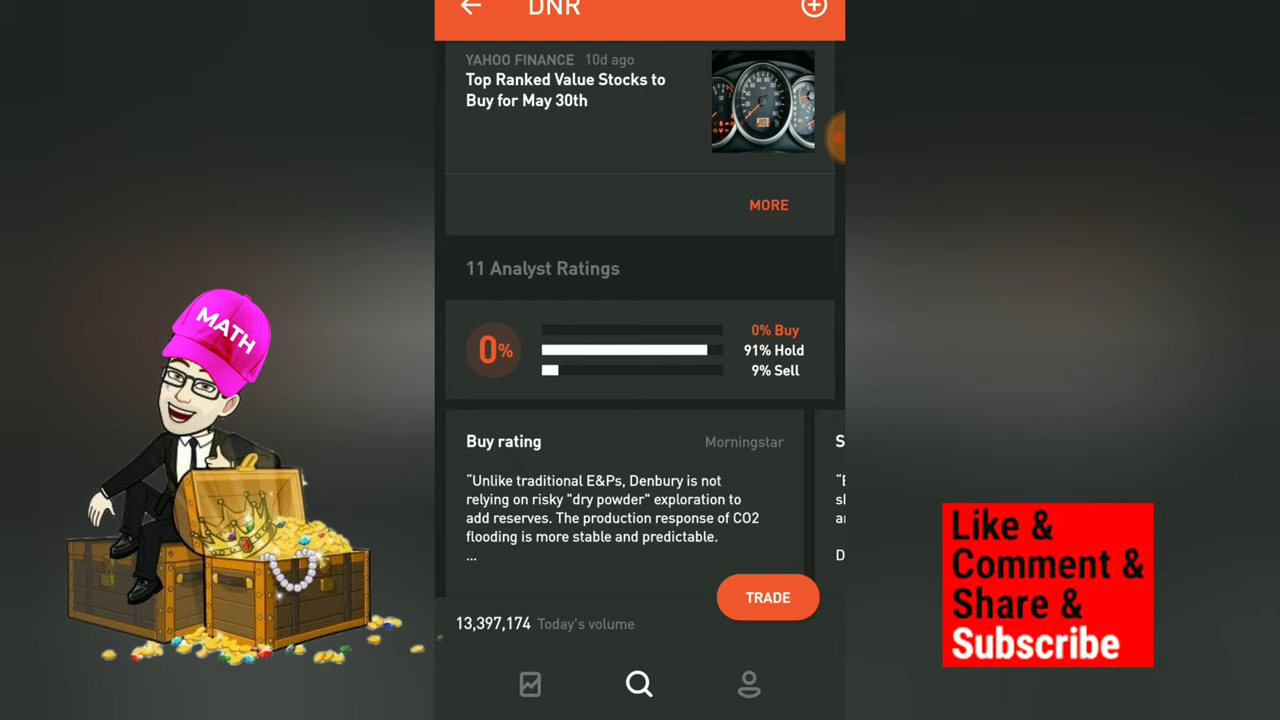 DNR
YAHOO FINANCE 10d ago
Top Ranked Value Stocks to
Buy for May 30th
MORE
11 Analyst Ratings
0%
0% Buy
91% Hold
9% Sell
Buy rating Morningstar
S
“Unlike traditional E&Ps, Denbury is not
relying on risky "dry powder" exploration to
add reserves. The production response of CO2
flooding is more stable and predictable.
...
TRADE
13,397,174 Today's volume
MATH
Like &
Comment &
Share &
Subscribe